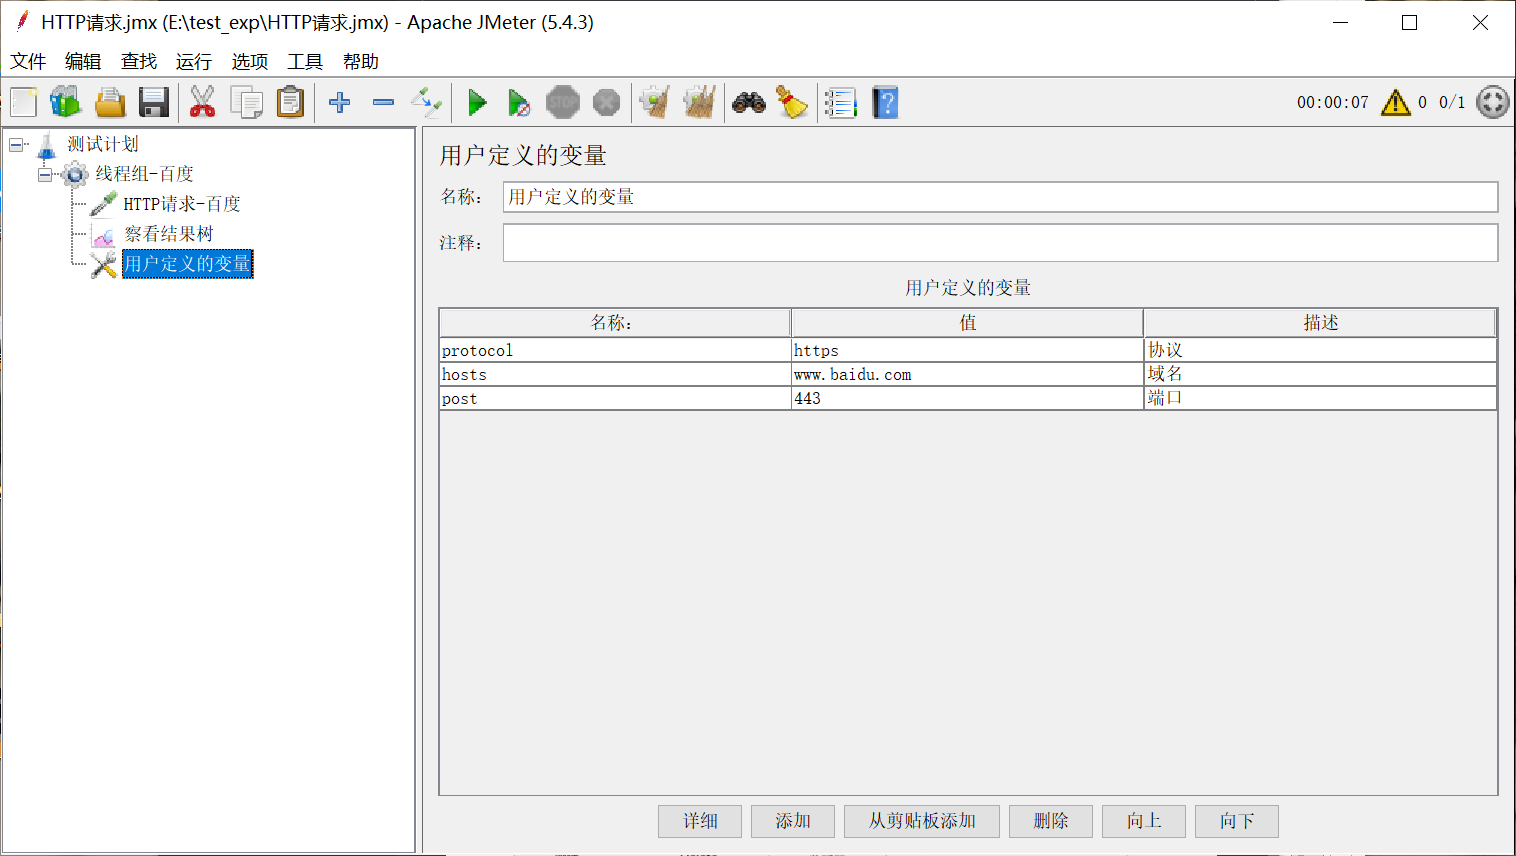 HTTP请求.jmx (E:\test_exp\HTTP请求.jmx) - Apache JMeter (5.4.3)
文件 编辑 查找 运行 选项 工具 帮助
STOP 00:00:07 0 0/1
测试计划
线程组-百度
HTTP请求-百度
察看结果树
用户定义的变量
用户定义的变量
名称: 用户定义的变量
注释:
用户定义的变量
名称: 值 描述
protocol https 协议
hosts www.baidu.com 域名
post 443 端口
详细 添加 从剪贴板添加 删除 向上 向下